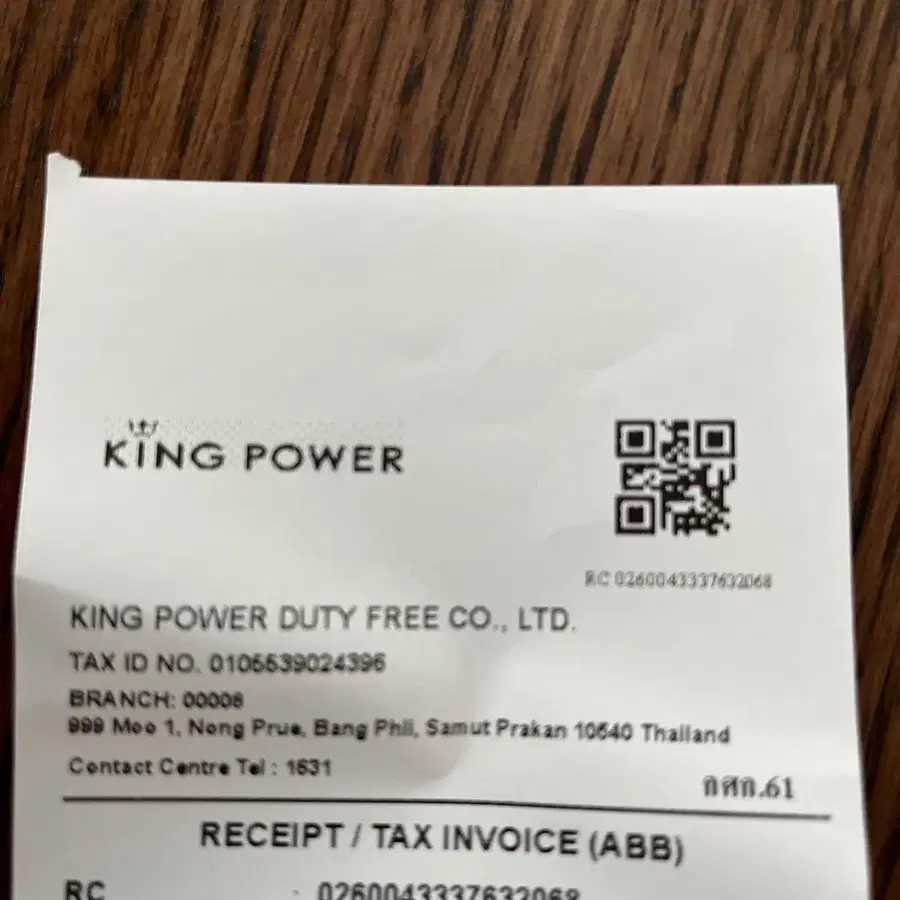 KING POWER
RC 0260043337632068
KING POWER DUTY FREE CO., LTD.
TAX ID NO. 0105539024396
BRANCH: 00006
999 Moo 1, Nong Prue, Bang Phli, Samut Prakan 10540 Thailand
Contact Centre Tel : 1631
กศก.61
RECEIPT / TAX INVOICE (ABB)
RC : 0260043337632068